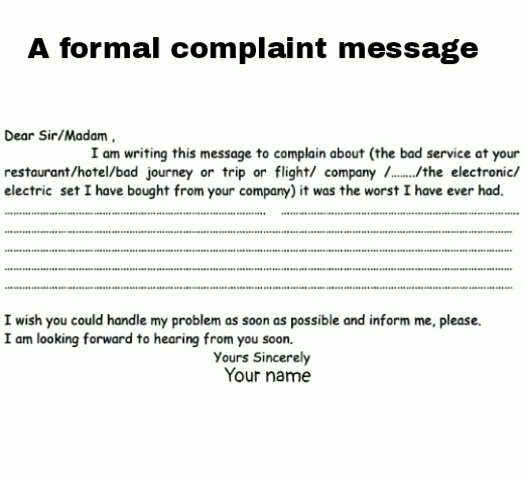 A formal complaint message
Dear Sir/Madam ,
I am writing this message to complain about (the bad service at your
restaurant/hotel/bad journey or trip or flight/ company /......../the electronic/
electric set I have bought from your company) it was the worst I have ever had.
.................................................. ..................................................
....................................................................................................
....................................................................................................
....................................................................................................
....................................................................................................
I wish you could handle my problem as soon as possible and inform me, please.
I am looking forward to hearing from you soon.
Yours Sincerely
Your name